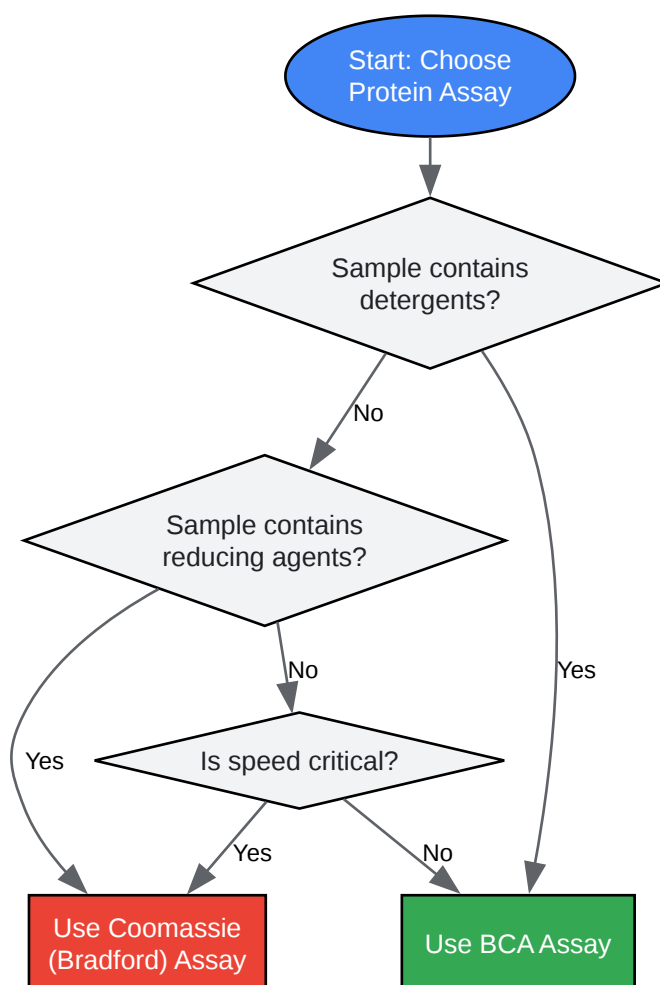 Start: Choose
Protein Assay
Sample contains
detergents?
No
Sample contains
reducing agents?
No
Yes
Yes
Is speed critical?
Yes
No
Use Coomassie
(Bradford) Assay
Use BCA Assay